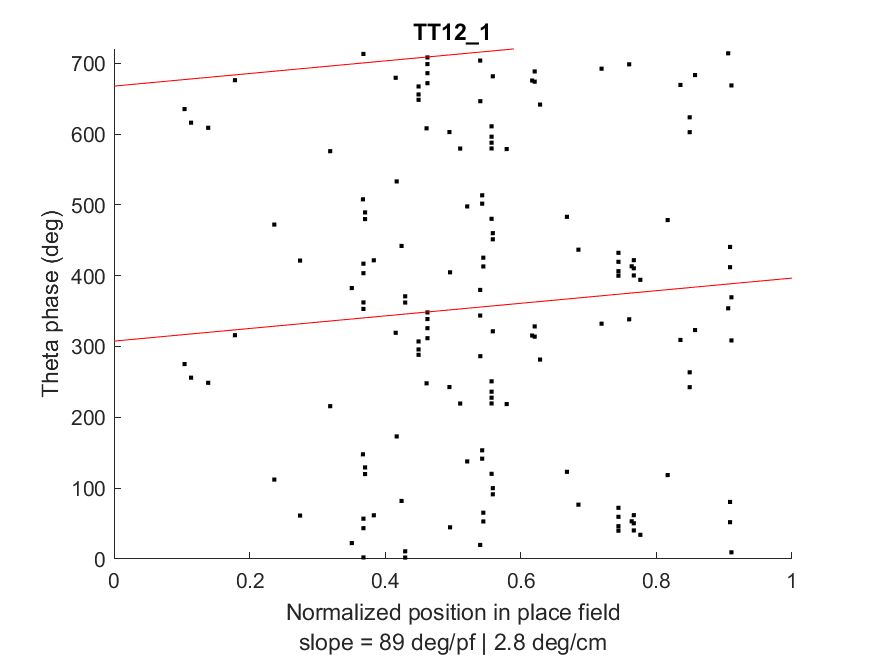 TT12_1
700
600
500
400
300
200
100
0
Theta phase (deg)
0 0.2 0.4 0.6 0.8 1
Normalized position in place field
slope = 89 deg/pf | 2.8 deg/cm